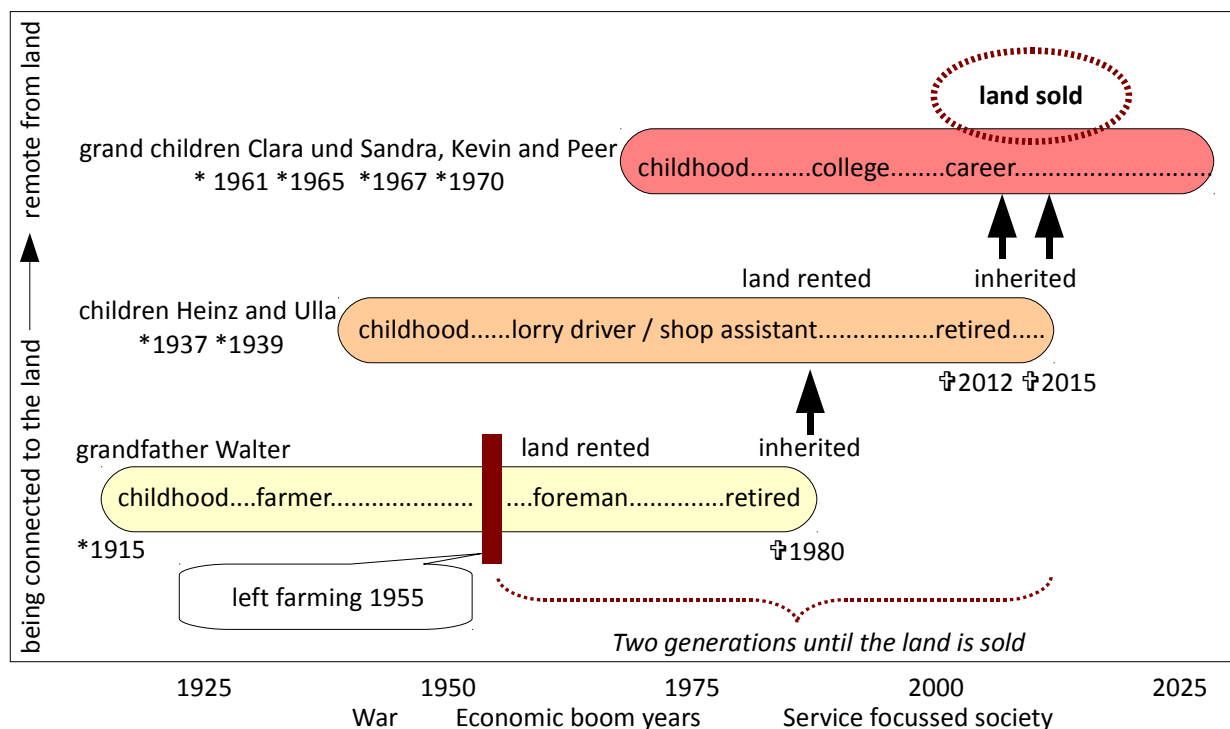 remote from land
being connected to the land
land sold
grand children Clara und Sandra, Kevin and Peer
* 1961 *1965 *1967 *1970
childhood........college........career............................
land rented
inherited
children Heinz and Ulla
*1937 *1939
childhood......lorry driver / shop assistant.................retired.....
✞2012 ✞2015
grandfather Walter
land rented
inherited
childhood....farmer.....................
....foreman..............retired
*1915
✞1980
left farming 1955
Two generations until the land is sold
1925 1950 1975 2000 2025
War Economic boom years Service focussed society